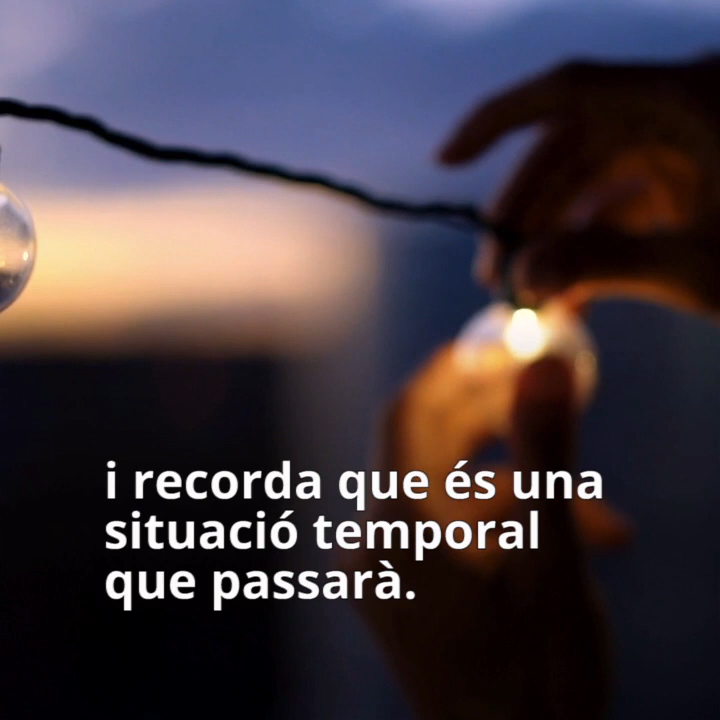 i recorda que és una
situació temporal
que passarà.